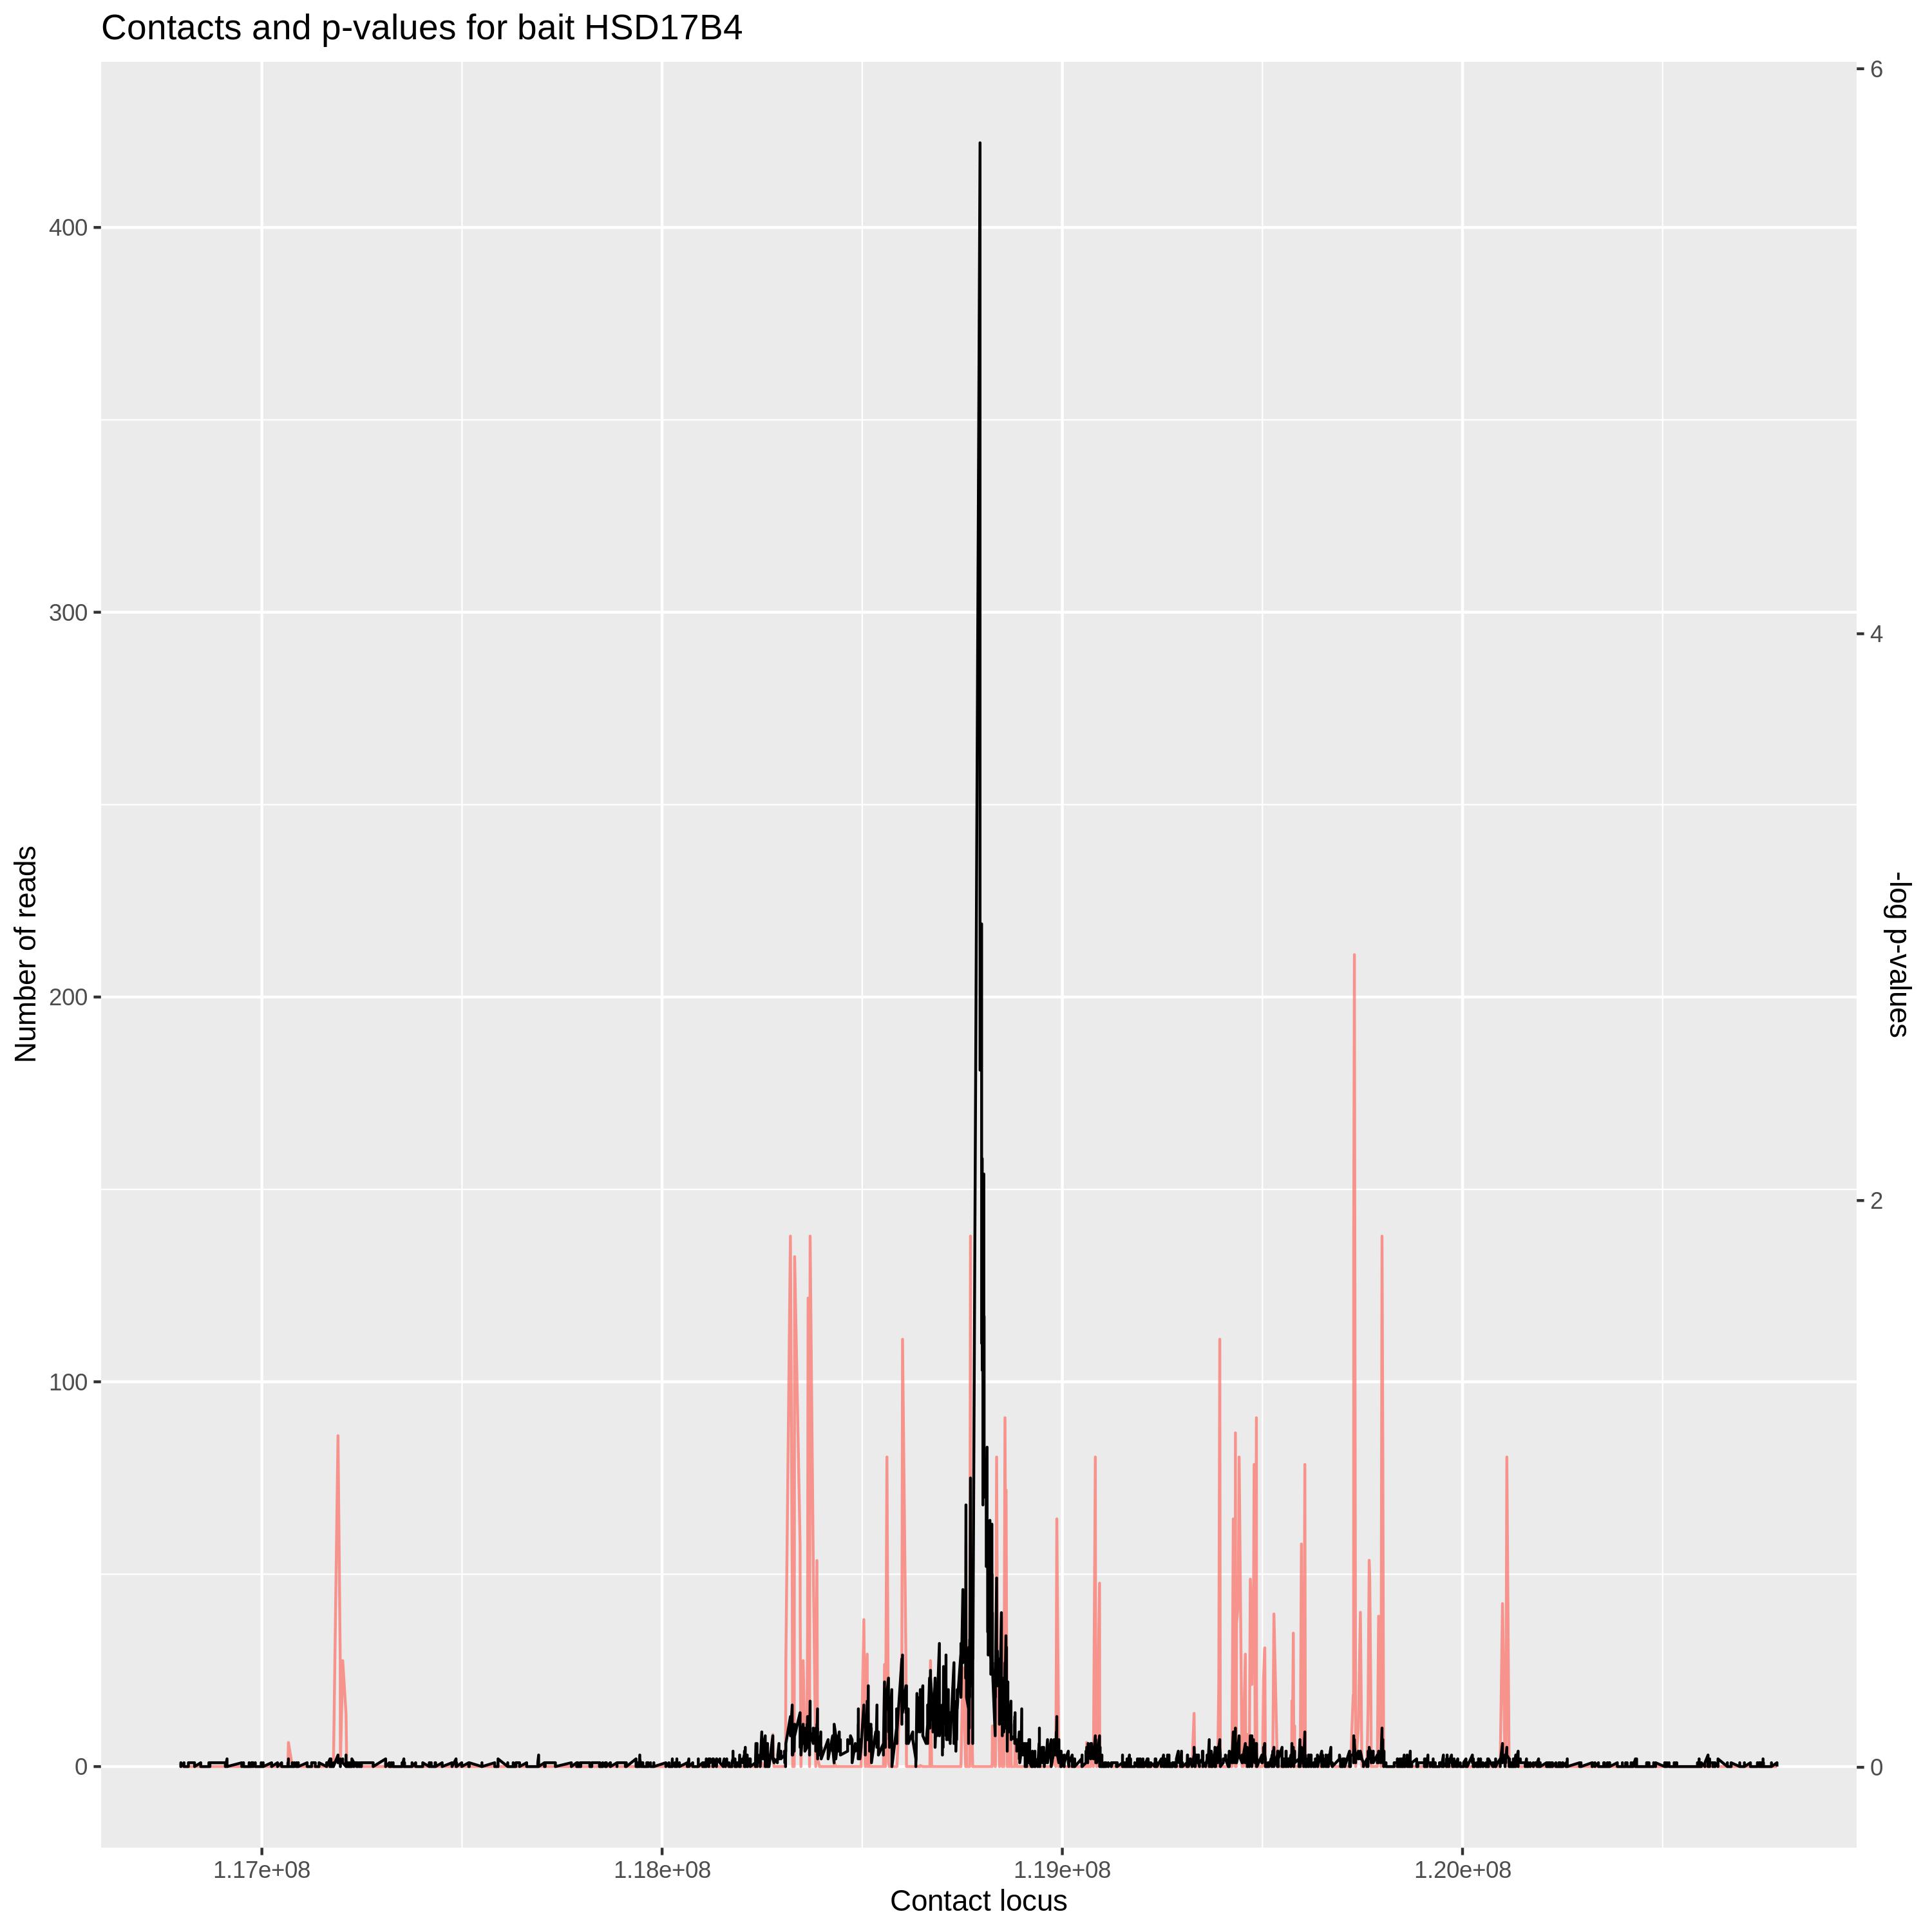 Contacts and p-values for bait HSD17B4
Number of reads
400
300
200
100
0
6
4
2
0
-log p-values
1.17e+08
1.18e+08
1.19e+08
1.20e+08
Contact locus